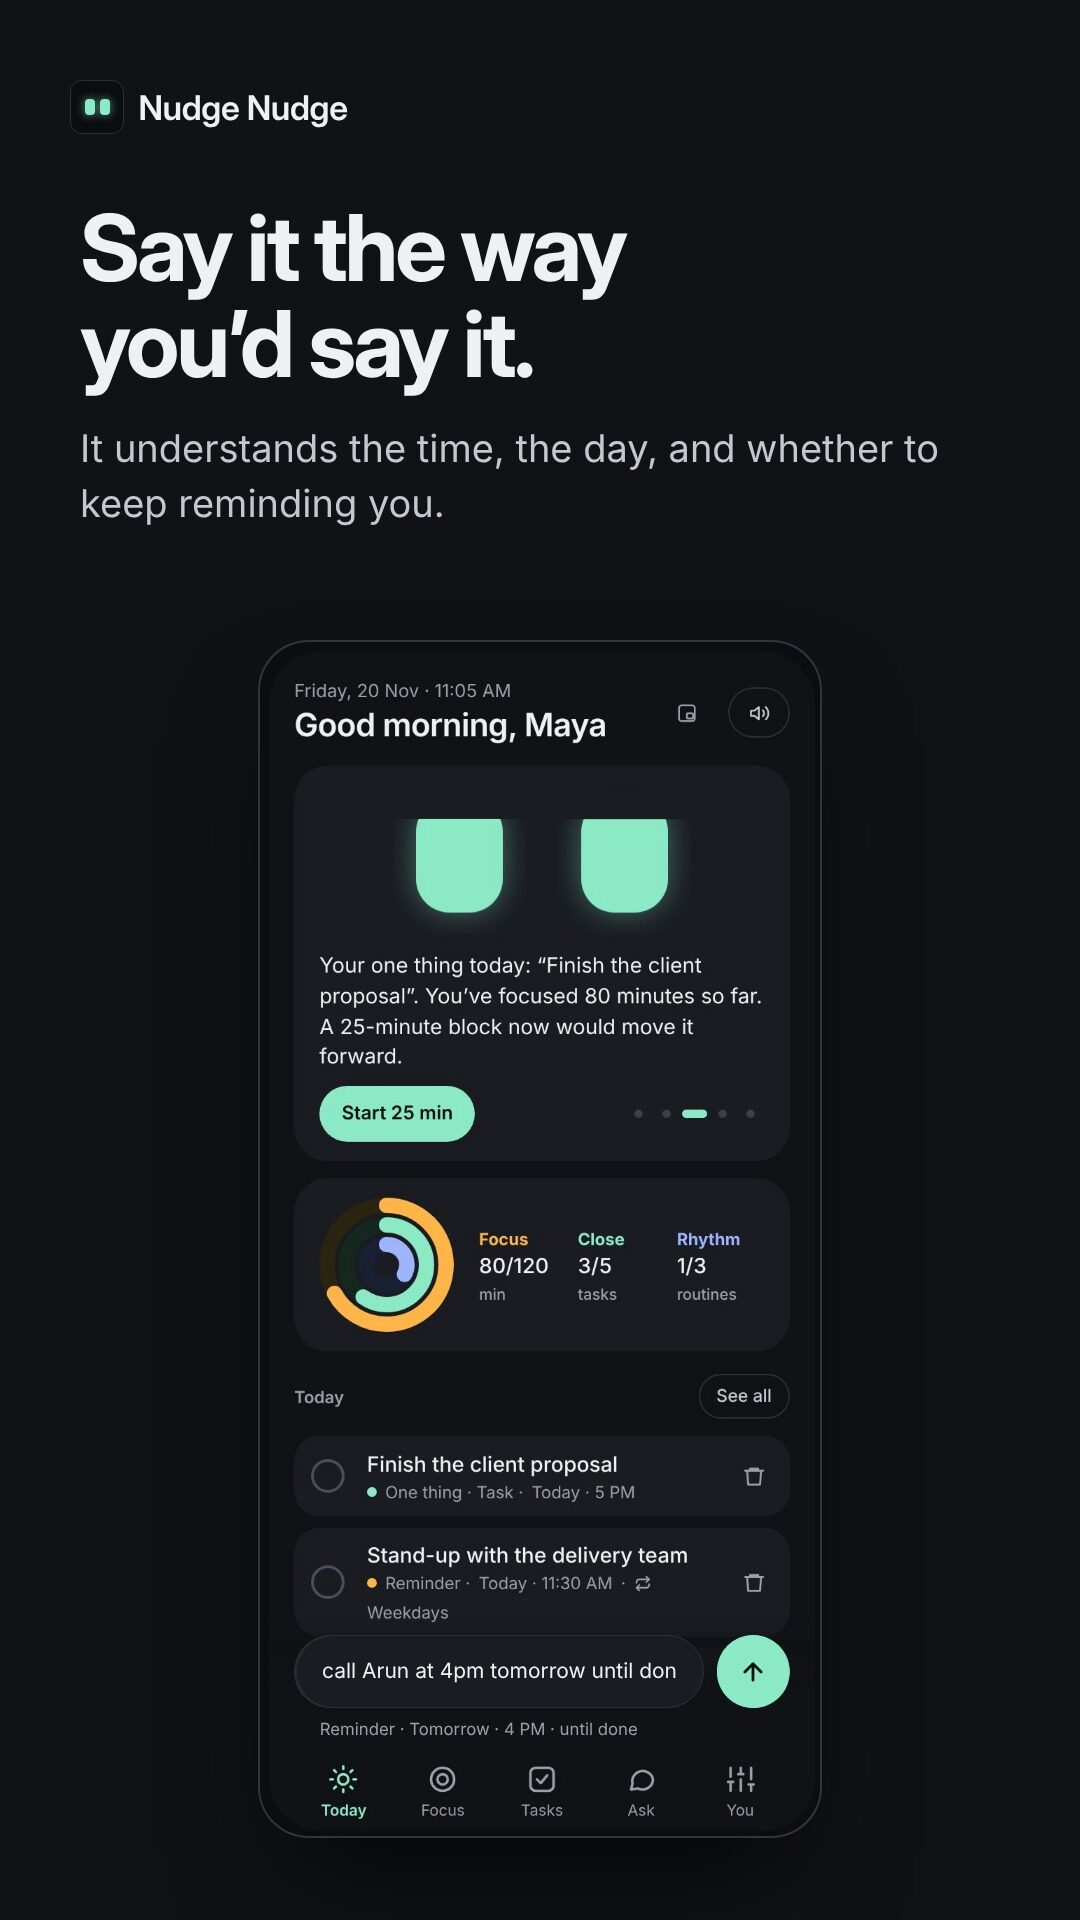 Nudge Nudge
Say it the way
you’d say it.
It understands the time, the day, and whether to
keep reminding you.
Friday, 20 Nov · 11:05 AM
Good morning, Maya
Your one thing today: “Finish the client
proposal”. You’ve focused 80 minutes so far.
A 25-minute block now would move it
forward.
Start 25 min
Focus Close Rhythm
80/120 3/5 1/3
min tasks routines
Today See all
Finish the client proposal
One thing · Task · Today · 5 PM
Stand-up with the delivery team
Reminder · Today · 11:30 AM ·
Weekdays
call Arun at 4pm tomorrow until don
Reminder · Tomorrow · 4 PM · until done
Today Focus Tasks Ask You